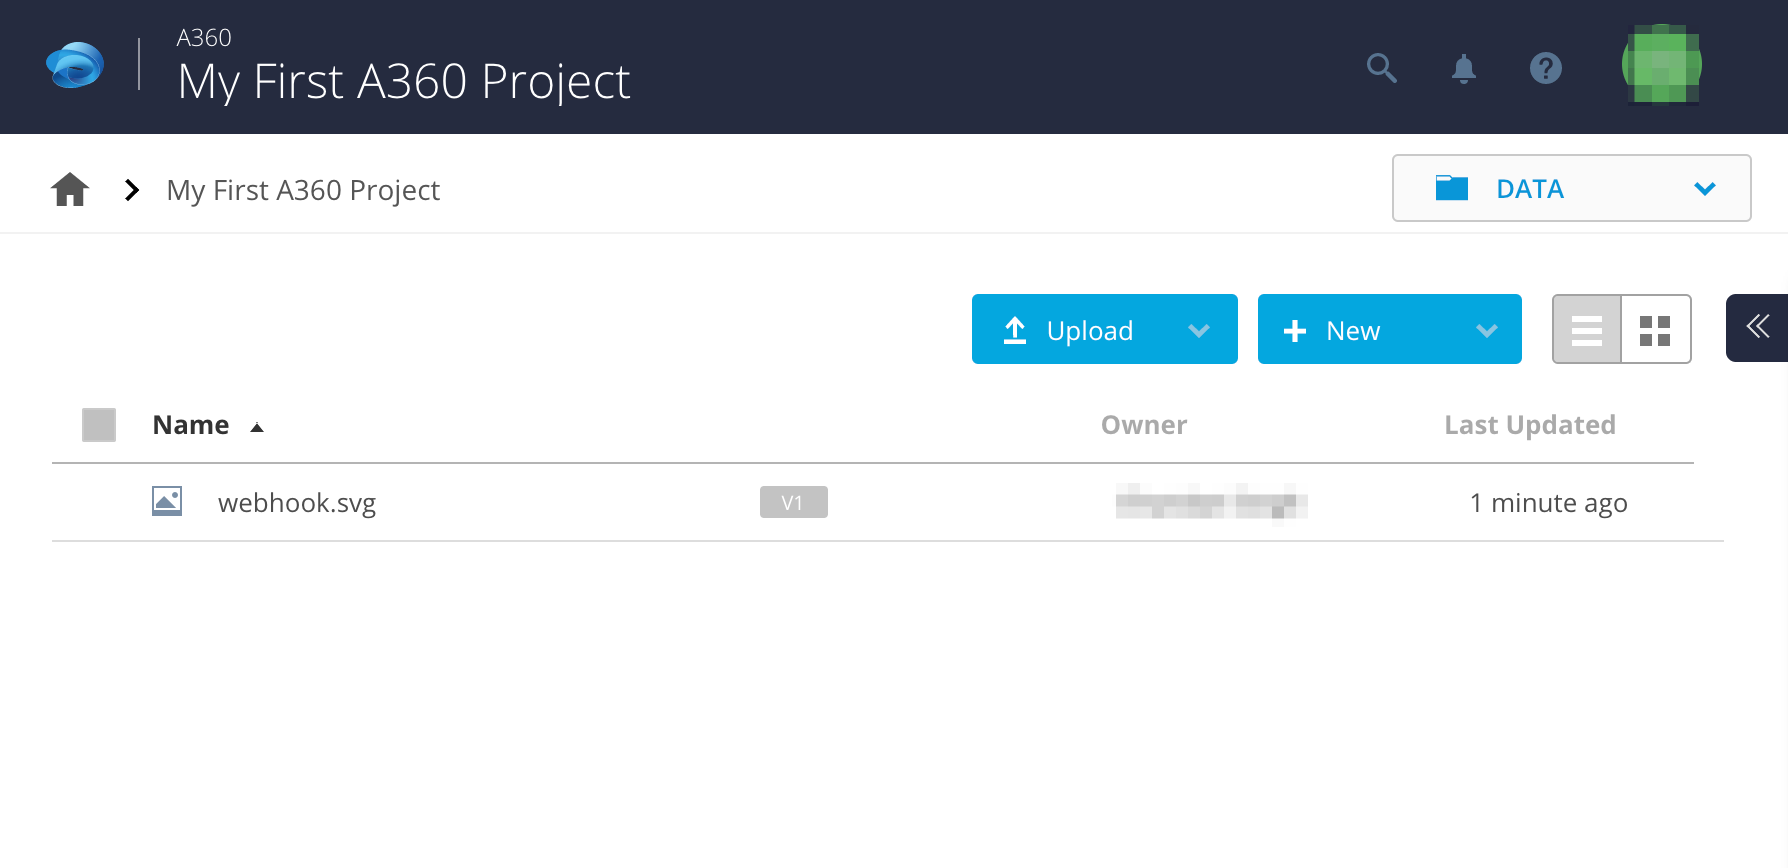 A360
My First A360 Project
My First A360 Project
DATA
Upload
New
Name
Owner
Last Updated
webhook.svg
V1
1 minute ago